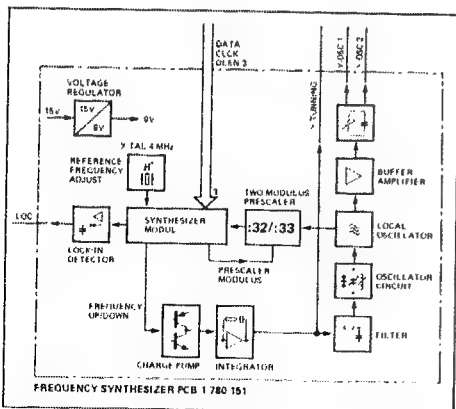 DATA
CLCK
DLEN 3
V-OSC 1
V-OSC 2
V TUNNING
VOLTAGE
REGULATOR
15V
15V
9V
9V
X TAL 4 MHz
REFERENCE
FREQUENCY
ADJUST
3
TWO MODULUS
PRESCALER
BUFFER
AMPLIFIER
LOC
SYNTHESIZER
MODUL
:32/:33
LOCAL
OSCILLATOR
LOCK-IN
DETECTOR
PRESCALER
MODULUS
OSCILLATOR
CIRCUIT
FREQUENCY
UP/DOWN
FILTER
CHARGE PUMP
INTEGRATOR
FREQUENCY SYNTHESIZER PCB 1 780 151